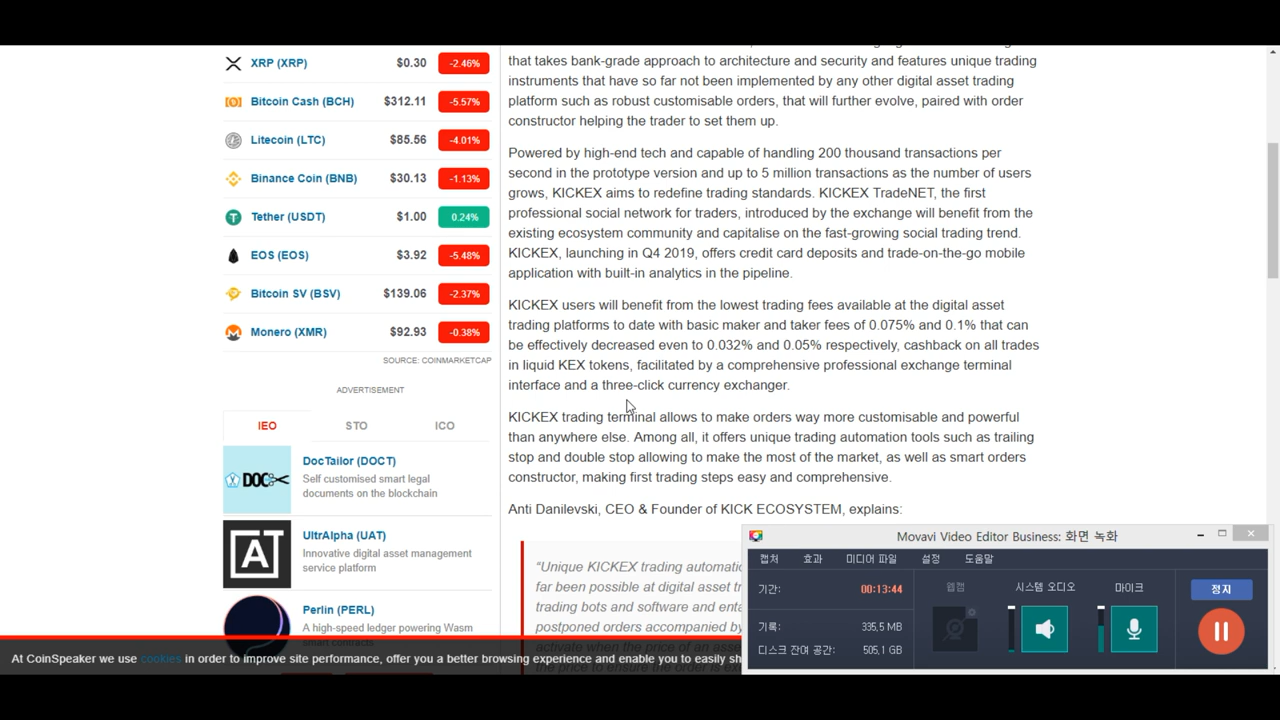 XRP (XRP) $0.30 -2.46%
Bitcoin Cash (BCH) $312.11 -5.57%
Litecoin (LTC) $85.56 -4.01%
Binance Coin (BNB) $30.13 -1.13%
Tether (USDT) $1.00 0.24%
EOS (EOS) $3.92 -5.48%
Bitcoin SV (BSV) $139.06 -2.37%
Monero (XMR) $92.93 -0.38%
SOURCE: COINMARKETCAP
ADVERTISEMENT
IEO STO ICO
DOC
DocTailor (DOCT)
Self customised smart legal
documents on the blockchain
AT
UltrAlpha (UAT)
Innovative digital asset management
service platform
Perlin (PERL)
A high-speed ledger powering Wasm
smart contracts
that takes bank-grade approach to architecture and security and features unique trading
instruments that have so far not been implemented by any other digital asset trading
platform such as robust customisable orders, that will further evolve, paired with order
constructor helping the trader to set them up.
Powered by high-end tech and capable of handling 200 thousand transactions per
second in the prototype version and up to 5 million transactions as the number of users
grows, KICKEX aims to redefine trading standards. KICKEX TradeNET, the first
professional social network for traders, introduced by the exchange will benefit from the
existing ecosystem community and capitalise on the fast-growing social trading trend.
KICKEX, launching in Q4 2019, offers credit card deposits and trade-on-the-go mobile
application with built-in analytics in the pipeline.
KICKEX users will benefit from the lowest trading fees available at the digital asset
trading platforms to date with basic maker and taker fees of 0.075% and 0.1% that can
be effectively decreased even to 0.032% and 0.05% respectively, cashback on all trades
in liquid KEX tokens, facilitated by a comprehensive professional exchange terminal
interface and a three-click currency exchanger.
KICKEX trading terminal allows to make orders way more customisable and powerful
than anywhere else. Among all, it offers unique trading automation tools such as trailing
stop and double stop allowing to make the most of the market, as well as smart orders
constructor, making first trading steps easy and comprehensive.
Anti Danilevski, CEO & Founder of KICK ECOSYSTEM, explains:
"Unique KICKEX trading automatio
far been possible at digital asset tr
trading bots and software and enta
postponed orders accompanied by
activate when the price of an asse
the price to ensure the order is ex
At CoinSpeaker we use cookies in order to improve site performance, offer you a better browsing experience and enable you to easily sh
Movavi Video Editor Business: 화면 녹화
캡처 효과 미디어 파일 설정 도움말
기간: 00:13:44
기록: 335,5 MB
디스크 잔여 공간: 505,1 GB
웹캠 시스템 오디오 마이크
정지